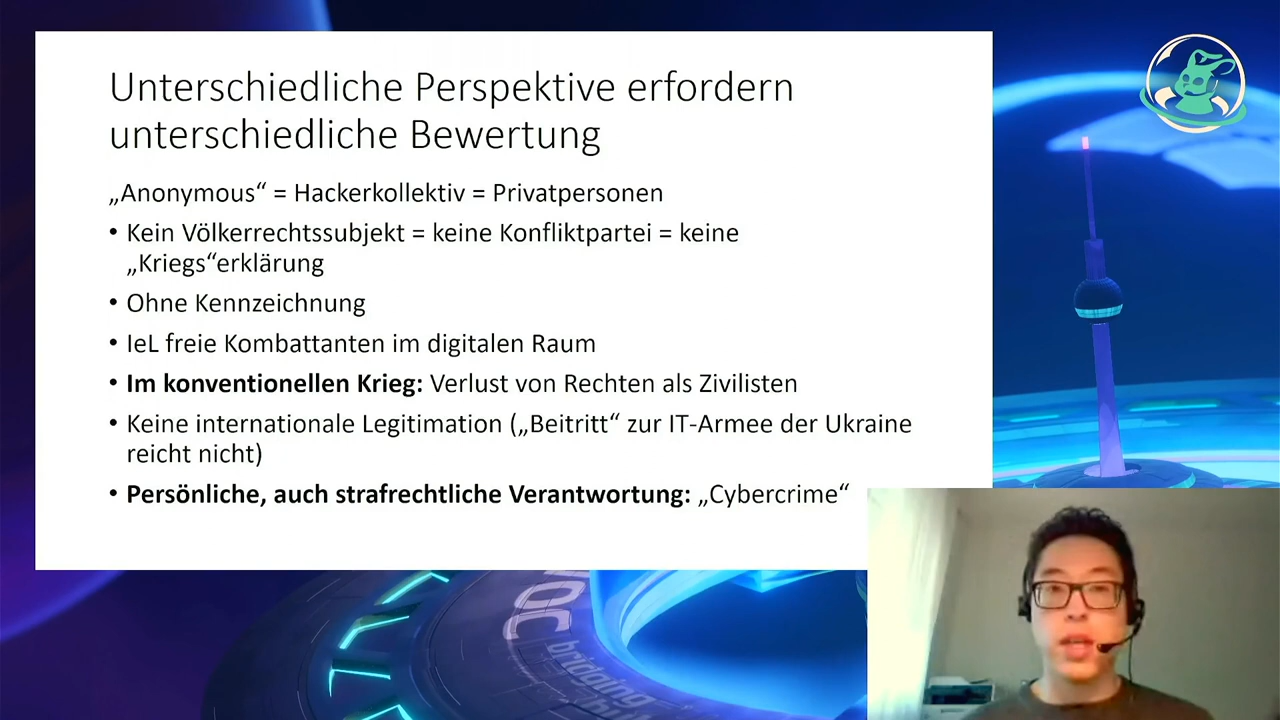 Unterschiedliche Perspektive erfordern
unterschiedliche Bewertung
„Anonymous“ = Hackerkollektiv = Privatpersonen
• Kein Völkerrechtssubjekt = keine Konfliktpartei = keine
„Kriegs“erklärung
• Ohne Kennzeichnung
• IeL freie Kombattanten im digitalen Raum
• Im konventionellen Krieg: Verlust von Rechten als Zivilisten
• Keine internationale Legitimation („Beitritt“ zur IT-Armee der Ukraine
reicht nicht)
• Persönliche, auch strafrechtliche Verantwortung: „Cybercrime“
bridging